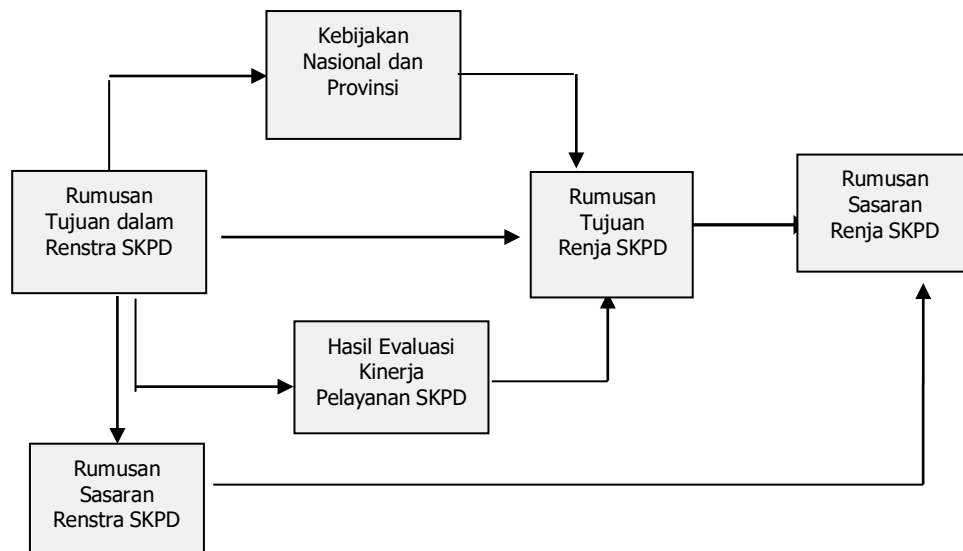 Kebijakan
Nasional dan
Provinsi
Rumusan
Tujuan dalam
Renstra SKPD
Rumusan
Tujuan
Renja SKPD
Rumusan
Sasaran
Renja SKPD
Hasil Evaluasi
Kinerja
Pelayanan SKPD
Rumusan
Sasaran
Renstra SKPD